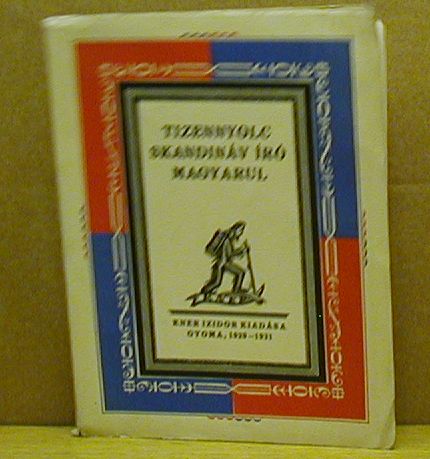 TIZENNYOLC
SKANDINÁV ÍRÓ
MAGYARUL
KNER IZIDOR KIADÁSA
GYOMA, 1929–1931